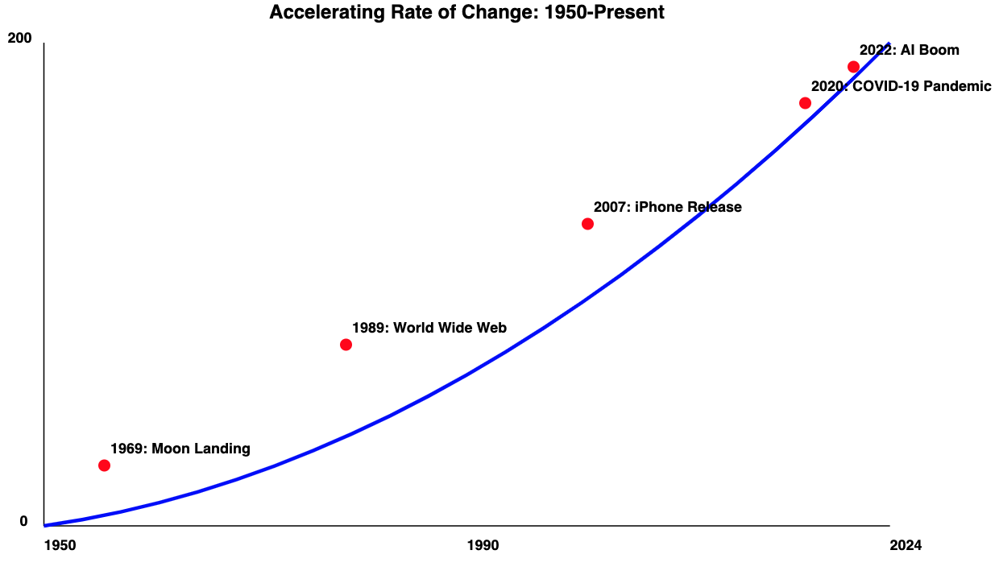 Accelerating Rate of Change: 1950-Present
200
2022: AI Boom
2020: COVID-19 Pandemic
2007: iPhone Release
1989: World Wide Web
1969: Moon Landing
0
1950
1990
2024